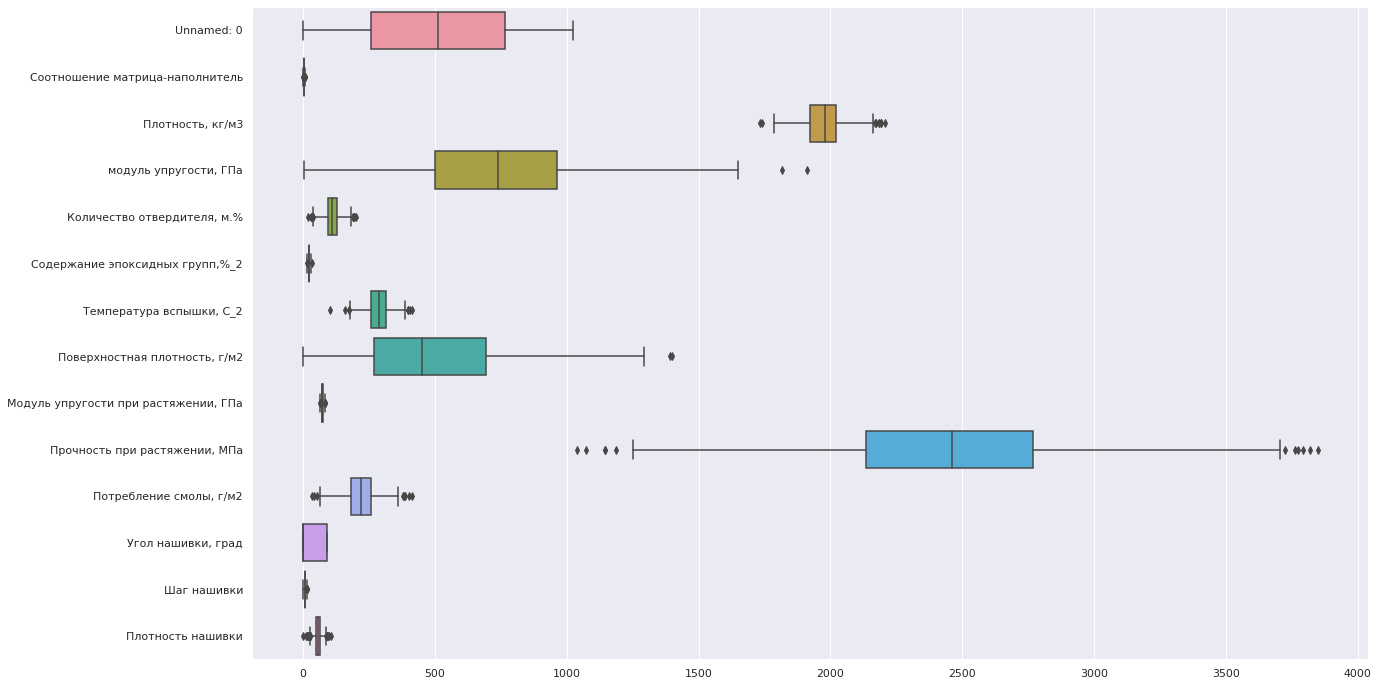 Unnamed: 0
Соотношение матрица-наполнитель
Плотность, кг/м3
модуль упругости, ГПа
Количество отвердителя, м.%
Содержание эпоксидных групп,%_2
Температура вспышки, С_2
Поверхностная плотность, г/м2
Модуль упругости при растяжении, ГПа
Прочность при растяжении, МПа
Потребление смолы, г/м2
Угол нашивки, град
Шаг нашивки
Плотность нашивки
0 500 1000 1500 2000 2500 3000 3500 4000